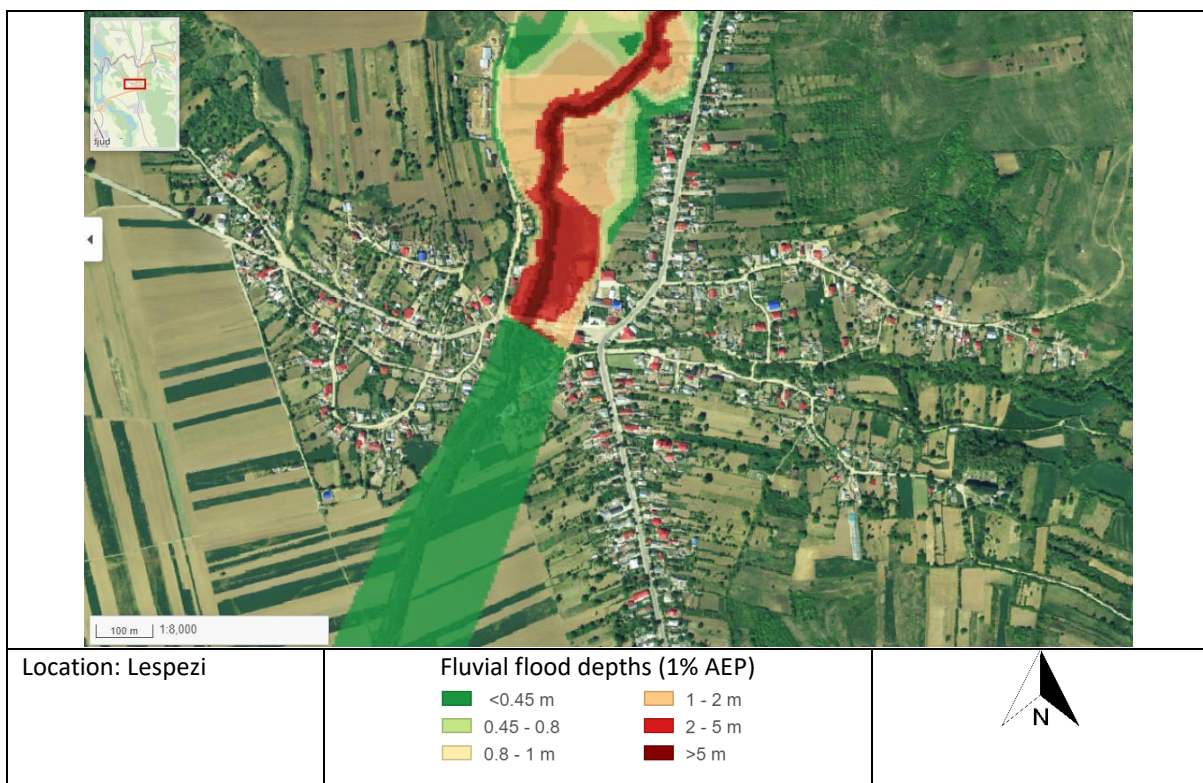 djud
100 m 1:8,000
Location: Lespezi
Fluvial flood depths (1% AEP)
<0.45 m
0.45 - 0.8
0.8 - 1 m
1 - 2 m
2 - 5 m
>5 m
N